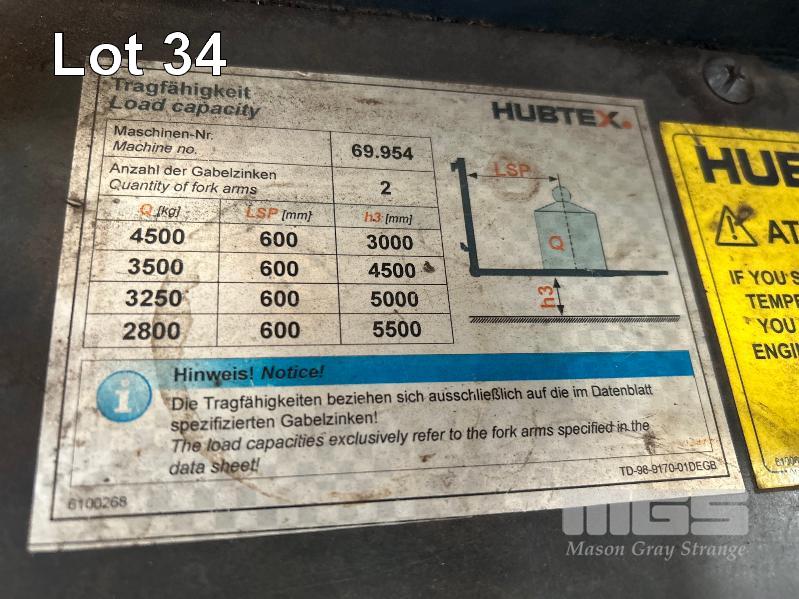 Lot 34
Tragfähigkeit
Load capacity
HUBTEX.
Maschinen-Nr.
Machine no.
69.954
Anzahl der Gabelzinken
Quantity of fork arms
2
Q [kg] LSP [mm] h3 [mm]
4500 600 3000
3500 600 4500
3250 600 5000
2800 600 5500
LSP
Q
h3
i
Hinweis! Notice!
Die Tragfähigkeiten beziehen sich ausschließlich auf die im Datenblatt
spezifizierten Gabelzinken!
The load capacities exclusively refer to the fork arms specified in the
data sheet!
6100268
TD-98-9170-01DEGB
HUB
AT
IF YOU S
TEMPE
YOU
ENGI
MGS
Mason Gray Strange